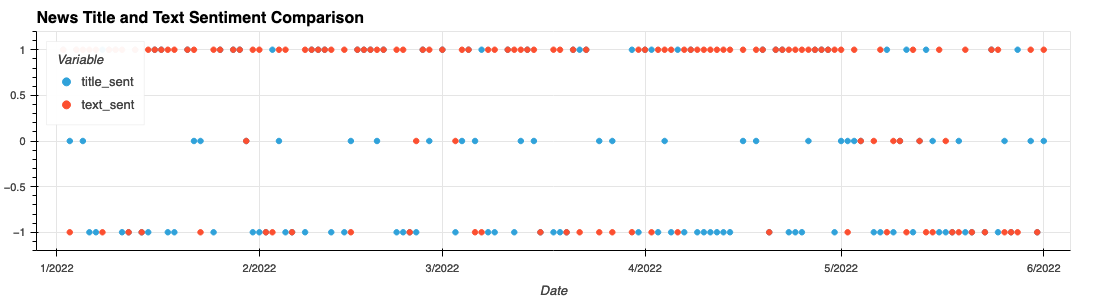 News Title and Text Sentiment Comparison
Variable
title_sent
text_sent
1
0.5
0
−0.5
−1
1/2022 2/2022 3/2022 4/2022 5/2022 6/2022
Date